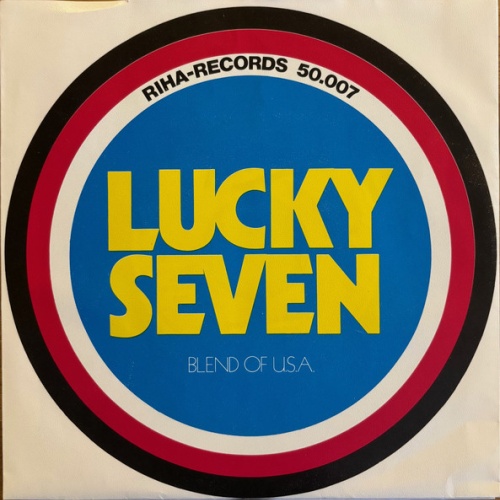 RIHA-RECORDS 50.007
LUCKY
SEVEN
BLEND OF U.S.A.